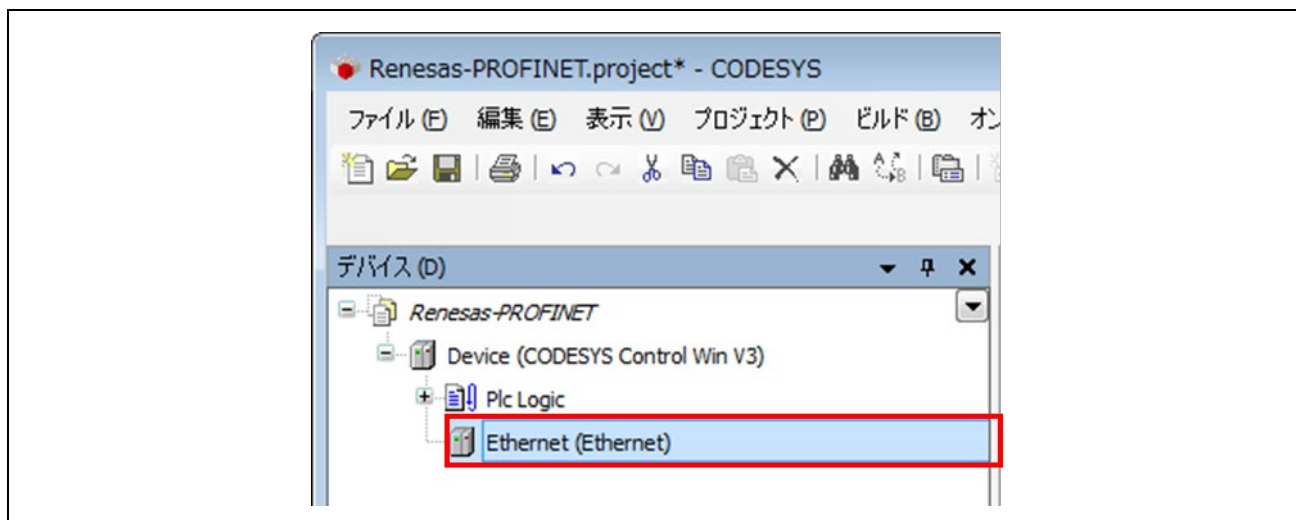 Renesas-PROFINET.project* - CODESYS
ファイル (F) 編集 (E) 表示 (V) プロジェクト (P) ビルド (B) オン
デバイス (D)
Renesas-PROFINET
Device (CODESYS Control Win V3)
Plc Logic
Ethernet (Ethernet)